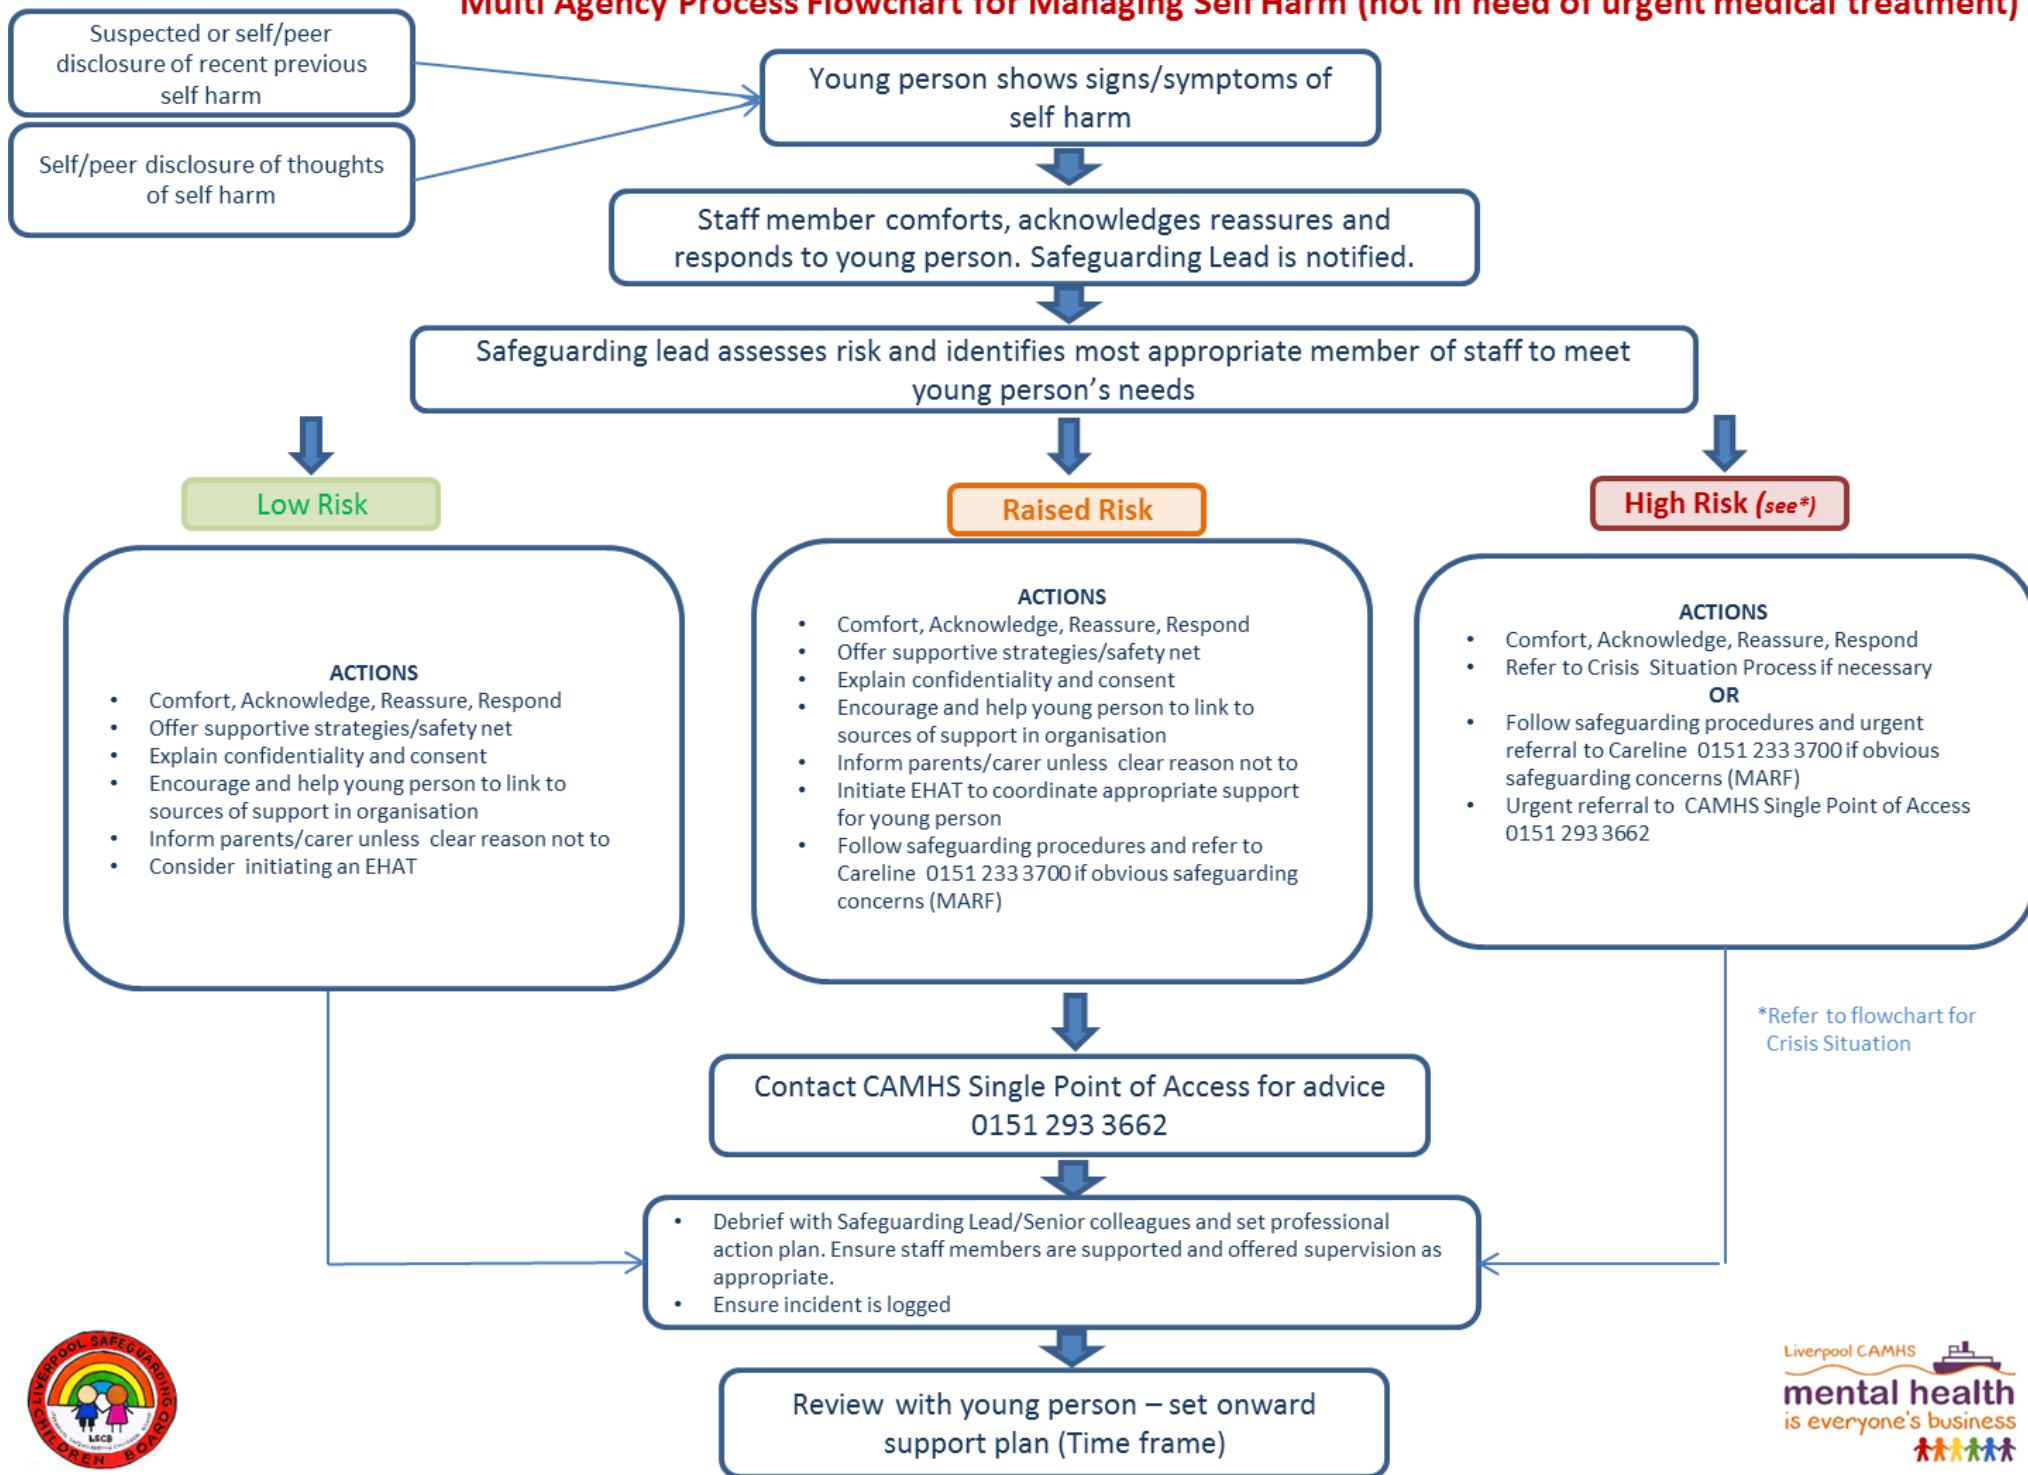 Multi Agency Process Flowchart for Managing Self Harm (not in need of urgent medical treatment)
Suspected or self/peer
disclosure of recent previous
self harm
Self/peer disclosure of thoughts
of self harm
Young person shows signs/symptoms of
self harm
Staff member comforts, acknowledges reassures and
responds to young person. Safeguarding Lead is notified.
Safeguarding lead assesses risk and identifies most appropriate member of staff to meet
young person's needs
Low Risk
ACTIONS
• Comfort, Acknowledge, Reassure, Respond
• Offer supportive strategies/safety net
• Explain confidentiality and consent
• Encourage and help young person to link to
sources of support in organisation
• Inform parents/carer unless clear reason not to
• Consider initiating an EHAT
Raised Risk
ACTIONS
• Comfort, Acknowledge, Reassure, Respond
• Offer supportive strategies/safety net
• Explain confidentiality and consent
• Encourage and help young person to link to
sources of support in organisation
• Inform parents/carer unless clear reason not to
• Initiate EHAT to coordinate appropriate support
for young person
• Follow safeguarding procedures and refer to
Careline 0151 233 3700 if obvious safeguarding
concerns (MARF)
High Risk (see*)
ACTIONS
• Comfort, Acknowledge, Reassure, Respond
• Refer to Crisis Situation Process if necessary
OR
• Follow safeguarding procedures and urgent
referral to Careline 0151 233 3700 if obvious
safeguarding concerns (MARF)
• Urgent referral to CAMHS Single Point of Access
0151 293 3662
*Refer to flowchart for
Crisis Situation
Contact CAMHS Single Point of Access for advice
0151 293 3662
• Debrief with Safeguarding Lead/Senior colleagues and set professional
action plan. Ensure staff members are supported and offered supervision as
appropriate.
• Ensure incident is logged
Review with young person – set onward
support plan (Time frame)
LIVERPOOL SAFEGUARDING
CHILDREN BOARD
LSCB
Liverpool CAMHS
mental health
is everyone's business